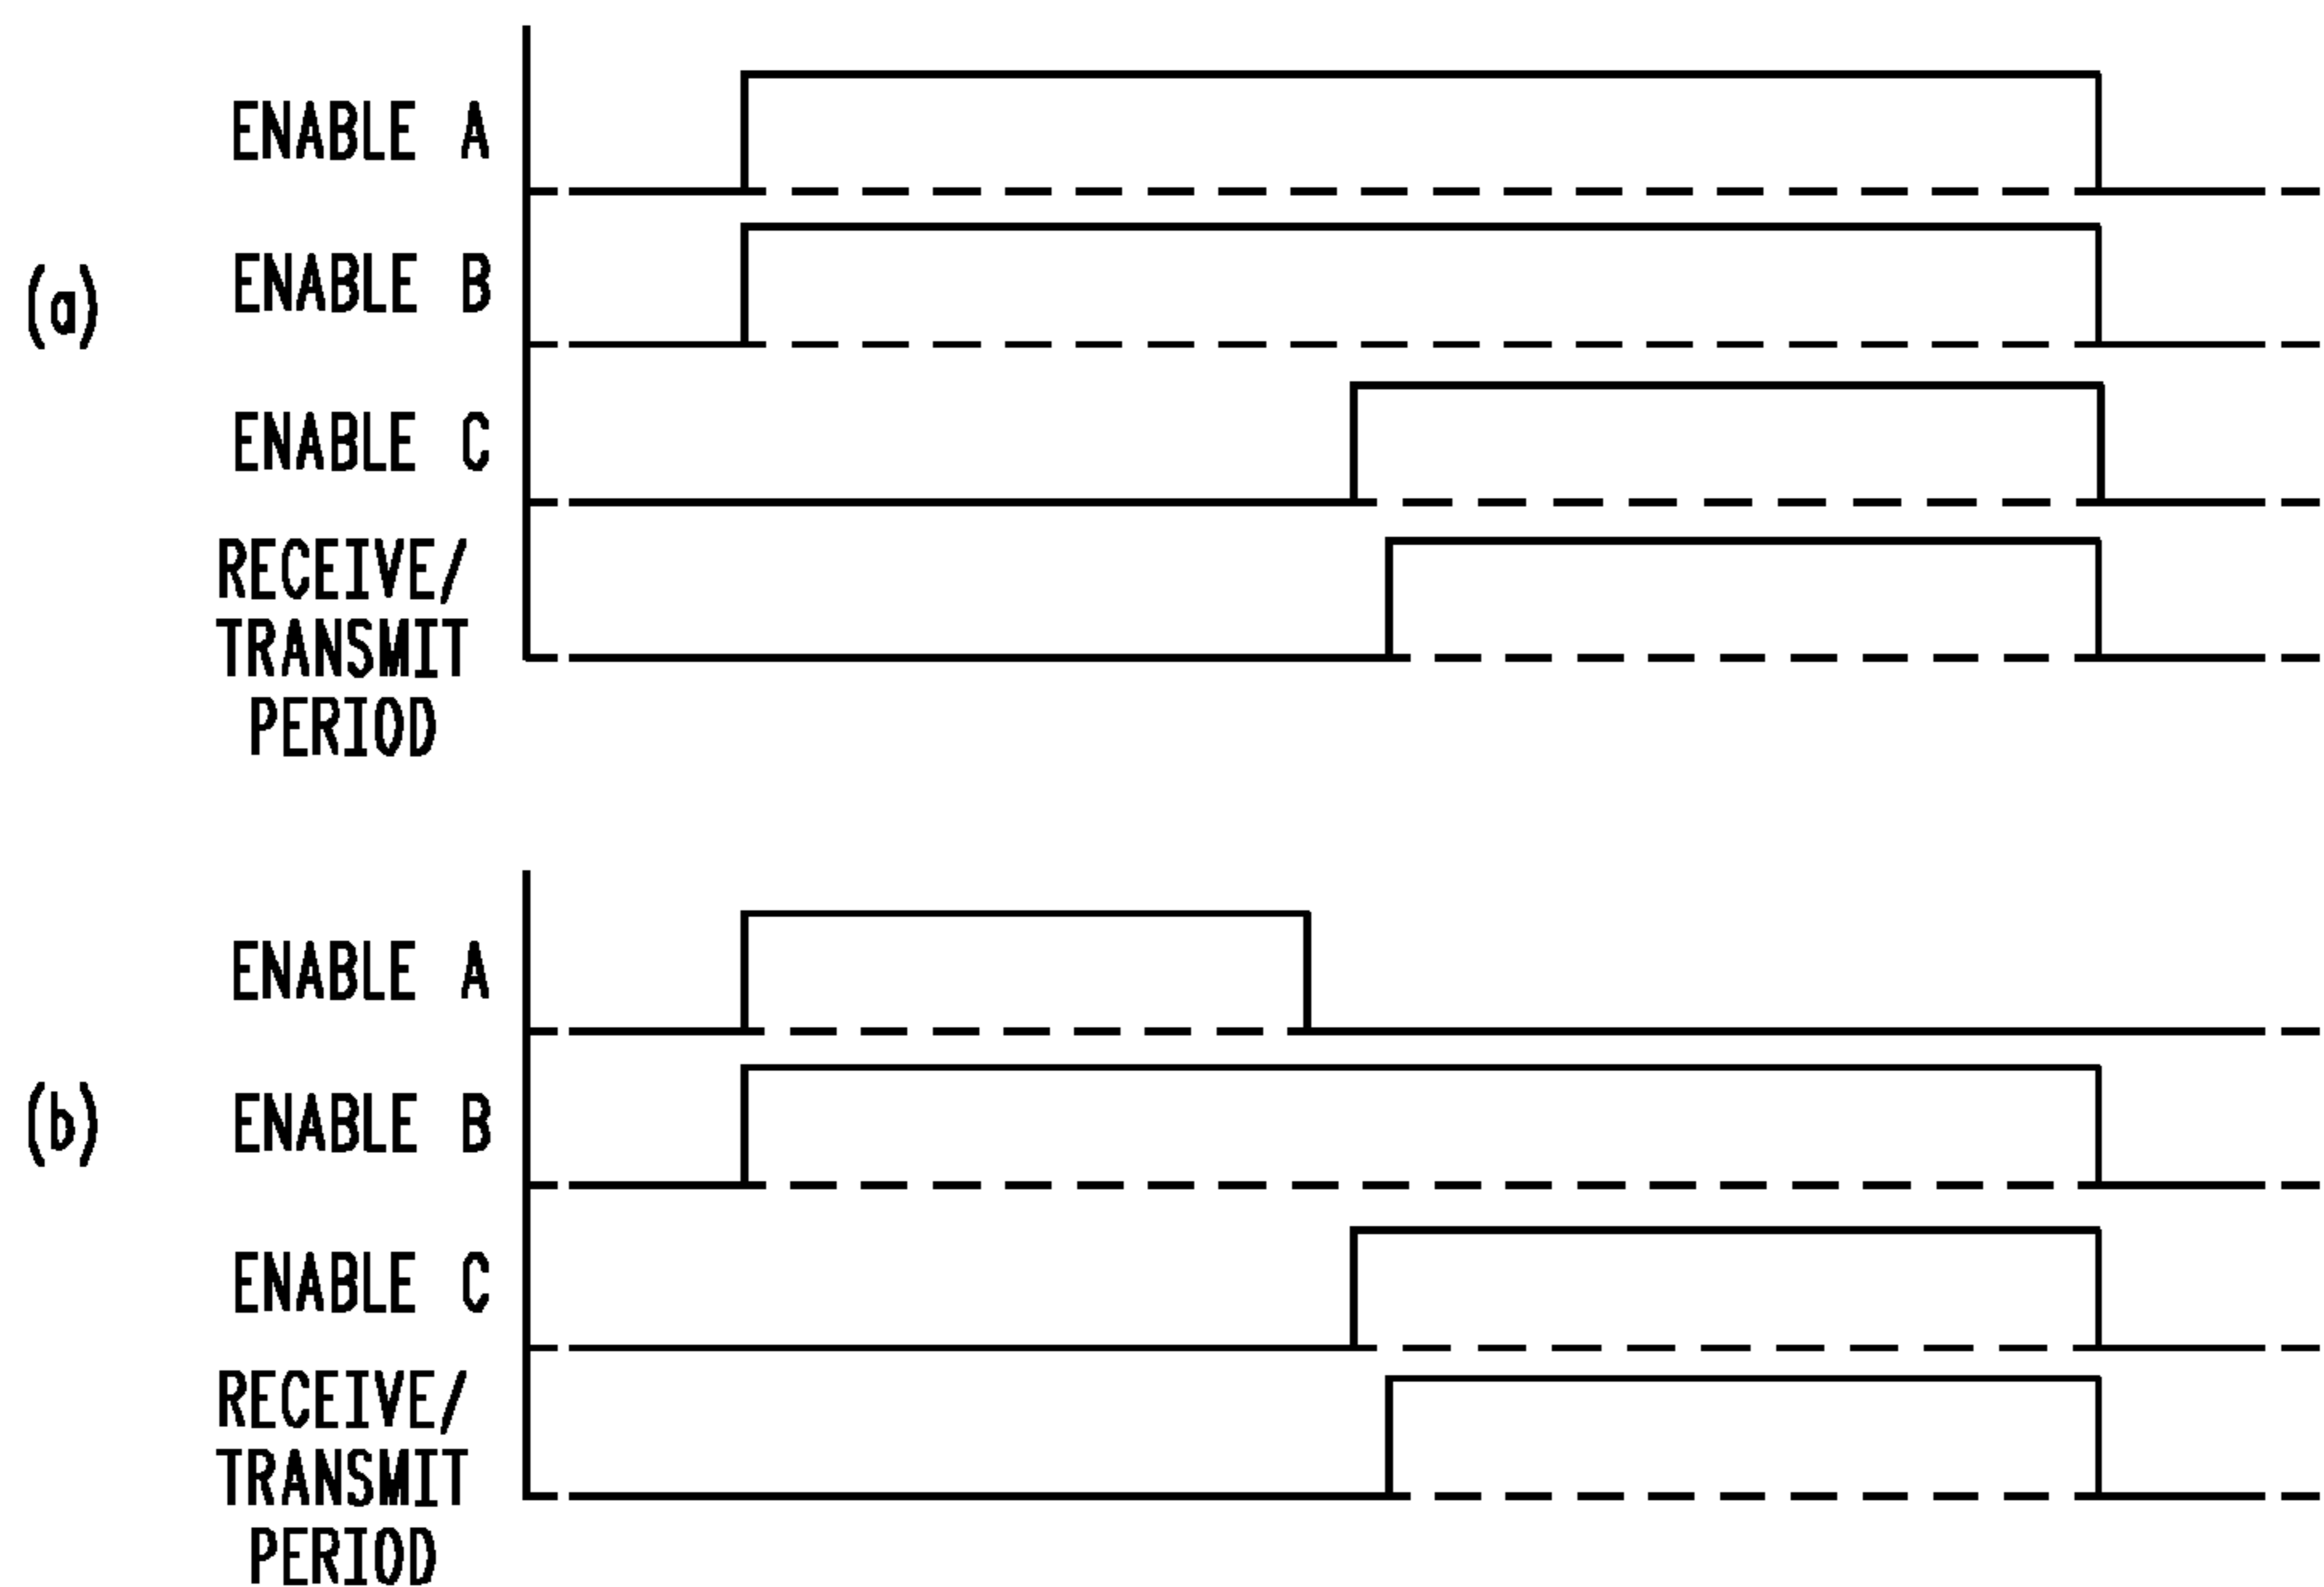 ENABLE A
(a)
ENABLE B
ENABLE C
RECEIVE/
TRANSMIT
PERIOD
ENABLE A
(b)
ENABLE B
ENABLE C
RECEIVE/
TRANSMIT
PERIOD